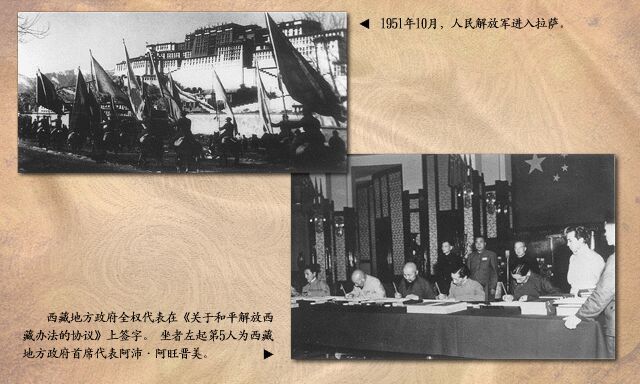 1951年10月，人民解放军进入拉萨。
西藏地方政府全权代表在《关于和平解放西
藏办法的协议》上签字。 坐者左起第5人为西藏
地方政府首席代表阿沛·阿旺晋美。